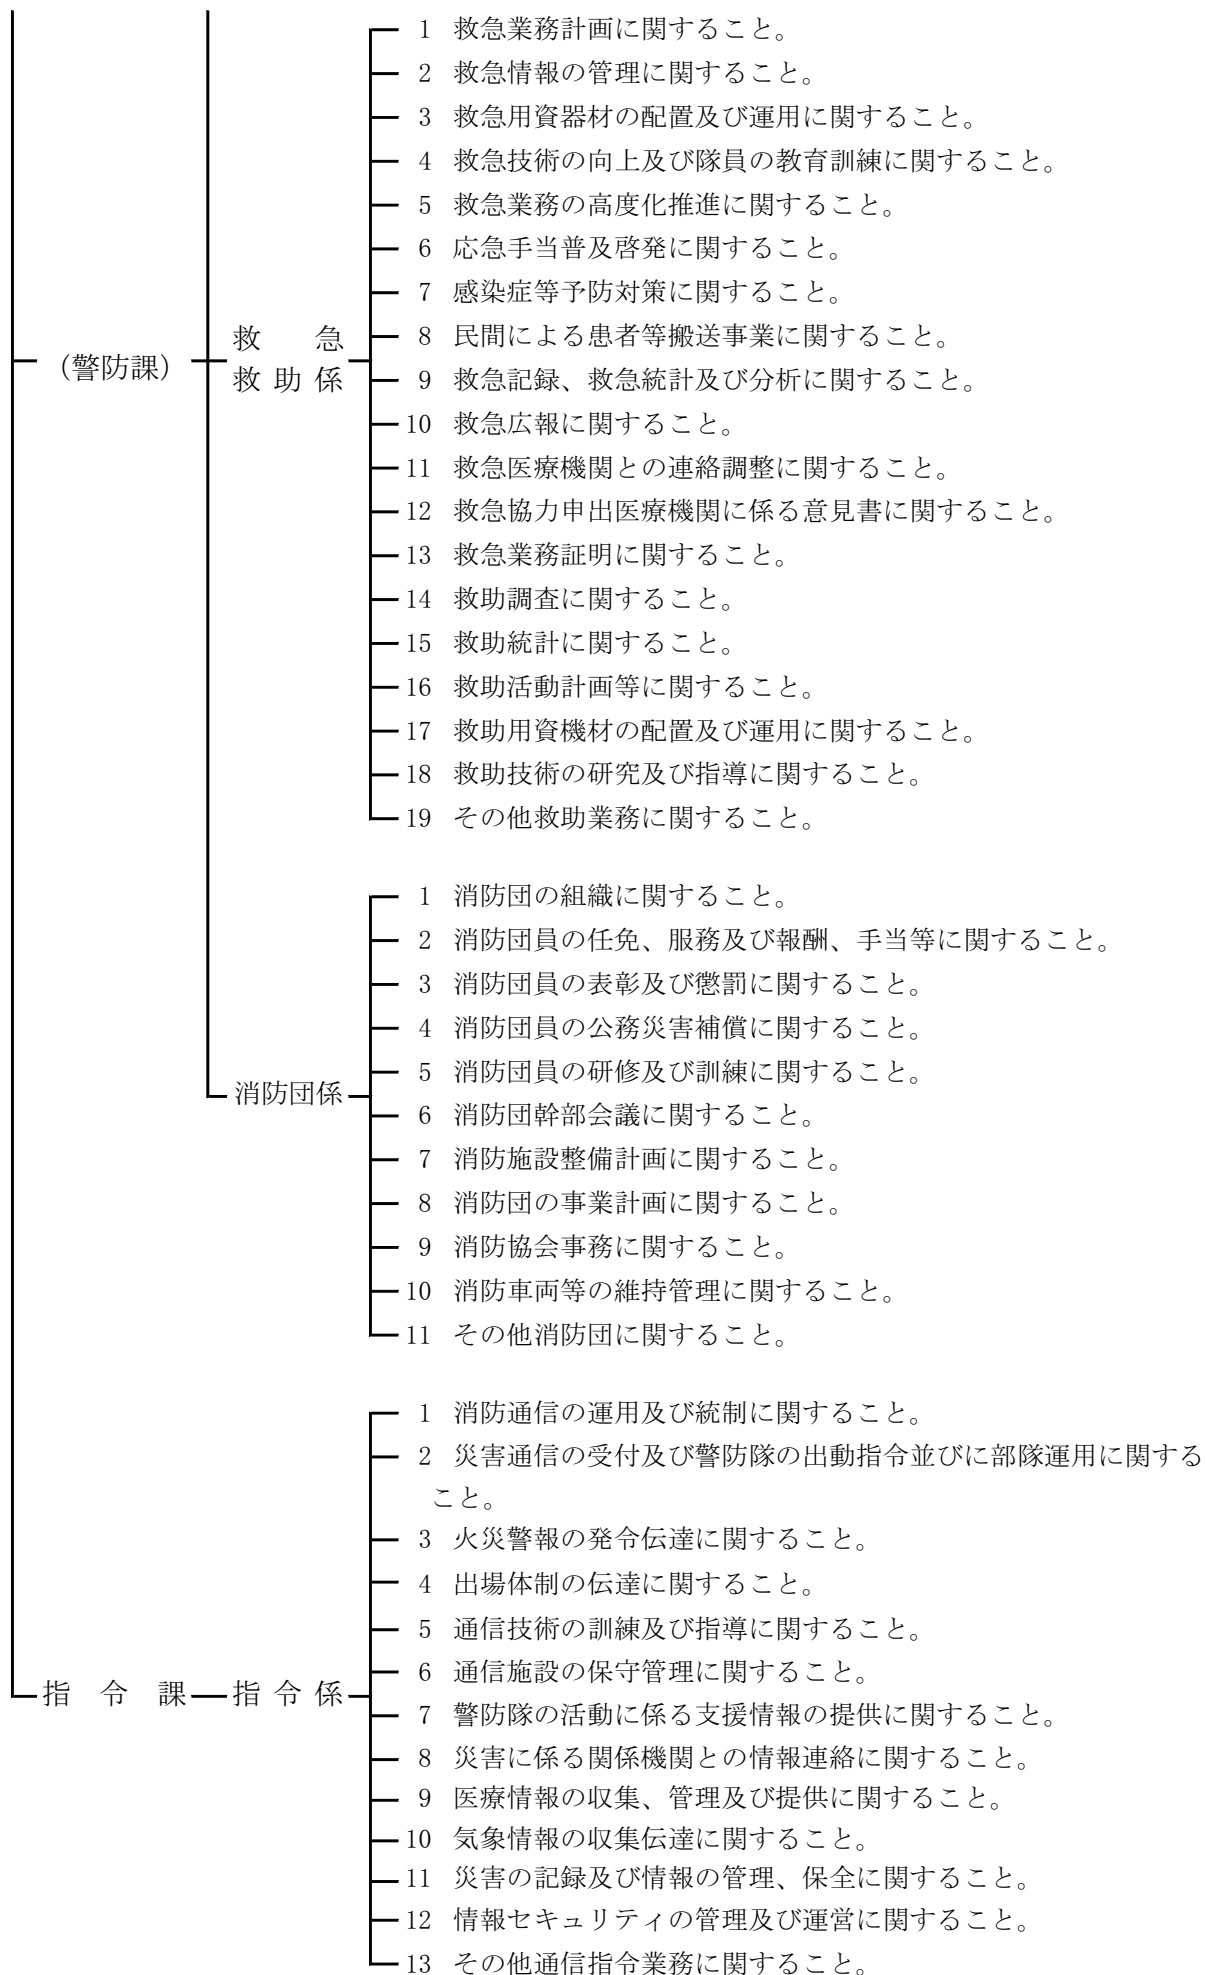 (警防課)
救急
救助係
1 救急業務計画に関すること。
2 救急情報の管理に関すること。
3 救急用資器材の配置及び運用に関すること。
4 救急技術の向上及び隊員の教育訓練に関すること。
5 救急業務の高度化推進に関すること。
6 応急手当普及啓発に関すること。
7 感染症等予防対策に関すること。
8 民間による患者等搬送事業に関すること。
9 救急記録、救急統計及び分析に関すること。
10 救急広報に関すること。
11 救急医療機関との連絡調整に関すること。
12 救急協力申出医療機関に係る意見書に関すること。
13 救急業務証明に関すること。
14 救助調査に関すること。
15 救助統計に関すること。
16 救助活動計画等に関すること。
17 救助用資機材の配置及び運用に関すること。
18 救助技術の研究及び指導に関すること。
19 その他救助業務に関すること。
消防団係
1 消防団の組織に関すること。
2 消防団員の任免、服務及び報酬、手当等に関すること。
3 消防団員の表彰及び懲罰に関すること。
4 消防団員の公務災害補償に関すること。
5 消防団員の研修及び訓練に関すること。
6 消防団幹部会議に関すること。
7 消防施設整備計画に関すること。
8 消防団の事業計画に関すること。
9 消防協会事務に関すること。
10 消防車両等の維持管理に関すること。
11 その他消防団に関すること。
指令課
指令係
1 消防通信の運用及び統制に関すること。
2 災害通信の受付及び警防隊の出動指令並びに部隊運用に関する
こと。
3 火災警報の発令伝達に関すること。
4 出場体制の伝達に関すること。
5 通信技術の訓練及び指導に関すること。
6 通信施設の保守管理に関すること。
7 警防隊の活動に係る支援情報の提供に関すること。
8 災害に係る関係機関との情報連絡に関すること。
9 医療情報の収集、管理及び提供に関すること。
10 気象情報の収集伝達に関すること。
11 災害の記録及び情報の管理、保全に関すること。
12 情報セキュリティの管理及び運営に関すること。
13 その他通信指令業務に関すること。